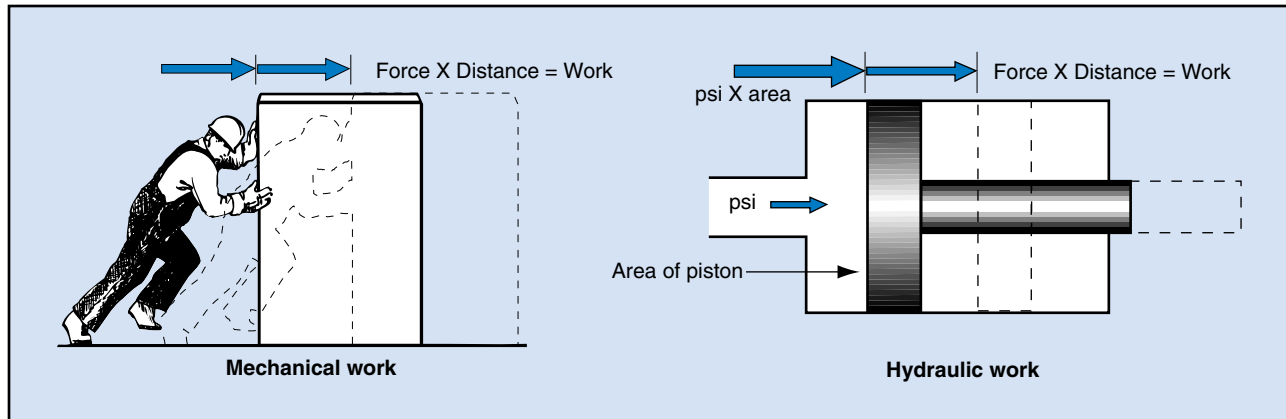 Force X Distance = Work
Mechanical work
Force X Distance = Work
psi X area
psi
Area of piston
Hydraulic work